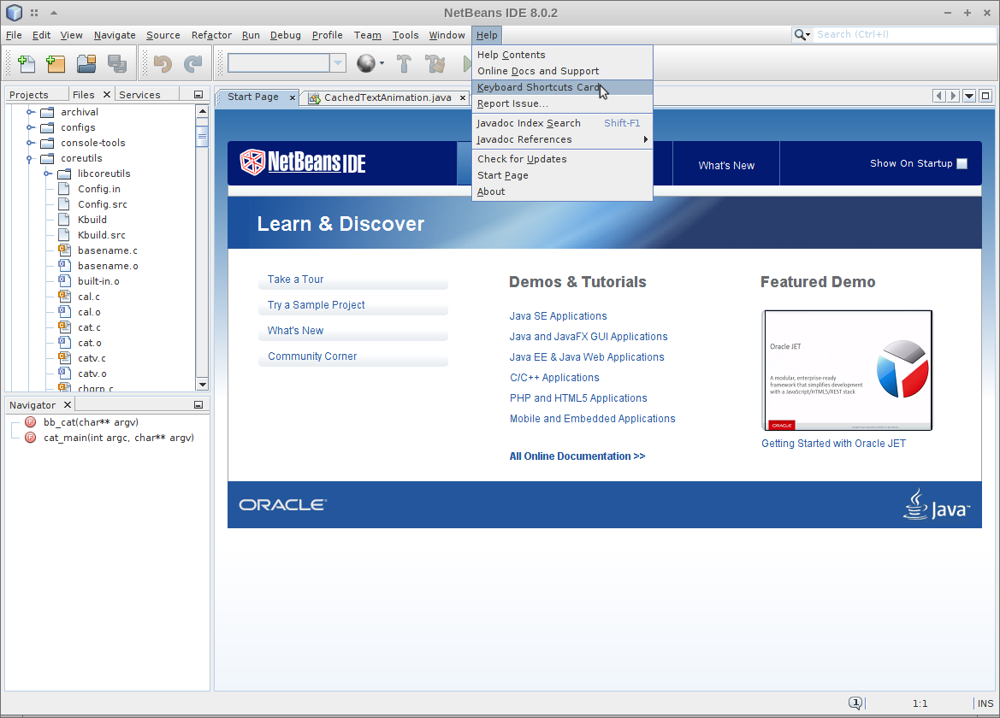 NetBeans IDE 8.0.2
File Edit View Navigate Source Refactor Run Debug Profile Team Tools Window Help
Search (Ctrl+I)
Help Contents
Online Docs and Support
Keyboard Shortcuts Card
Report Issue...
Javadoc Index Search Shift-F1
Javadoc References
Check for Updates
Start Page
About
Projects Files Services
archival
configs
console-tools
coreutils
libcoreutils
Config.in
Config.src
Kbuild
Kbuild.src
basename.c
basename.o
built-in.o
cal.c
cal.o
cat.c
cat.o
catv.c
catv.o
chgrp.c
Navigator
bb_cat(char** argv)
cat_main(int argc, char** argv)
Start Page CachedTextAnimation.java
NetBeans IDE
What's New
Show On Startup
Learn & Discover
Take a Tour
Try a Sample Project
What's New
Community Corner
Demos & Tutorials
Java SE Applications
Java and JavaFX GUI Applications
Java EE & Java Web Applications
C/C++ Applications
PHP and HTML5 Applications
Mobile and Embedded Applications
All Online Documentation >>
Featured Demo
Oracle JET
A modular, enterprise-ready
framework that simplifies development
with a JavaScript/HTML5/REST stack
ORACLE
Getting Started with Oracle JET
ORACLE
Java™
1
1:1
INS